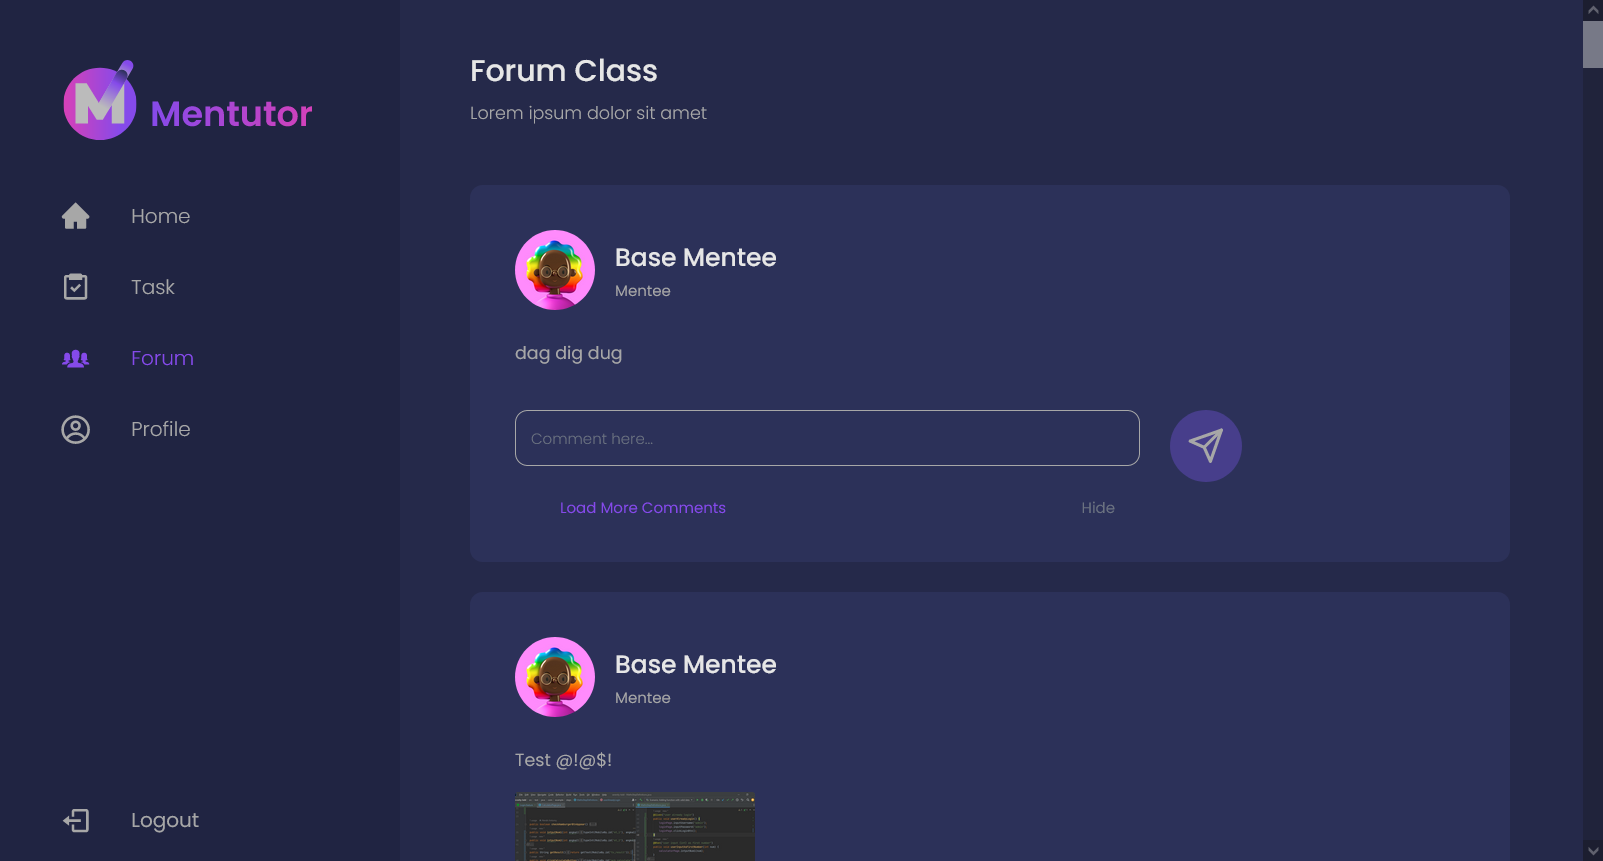 Mentutor
Home
Task
Forum
Profile
Logout
Forum Class
Lorem ipsum dolor sit amet
Base Mentee
Mentee
dag dig dug
Comment here...
Load More Comments
Hide
Base Mentee
Mentee
Test @!@$!